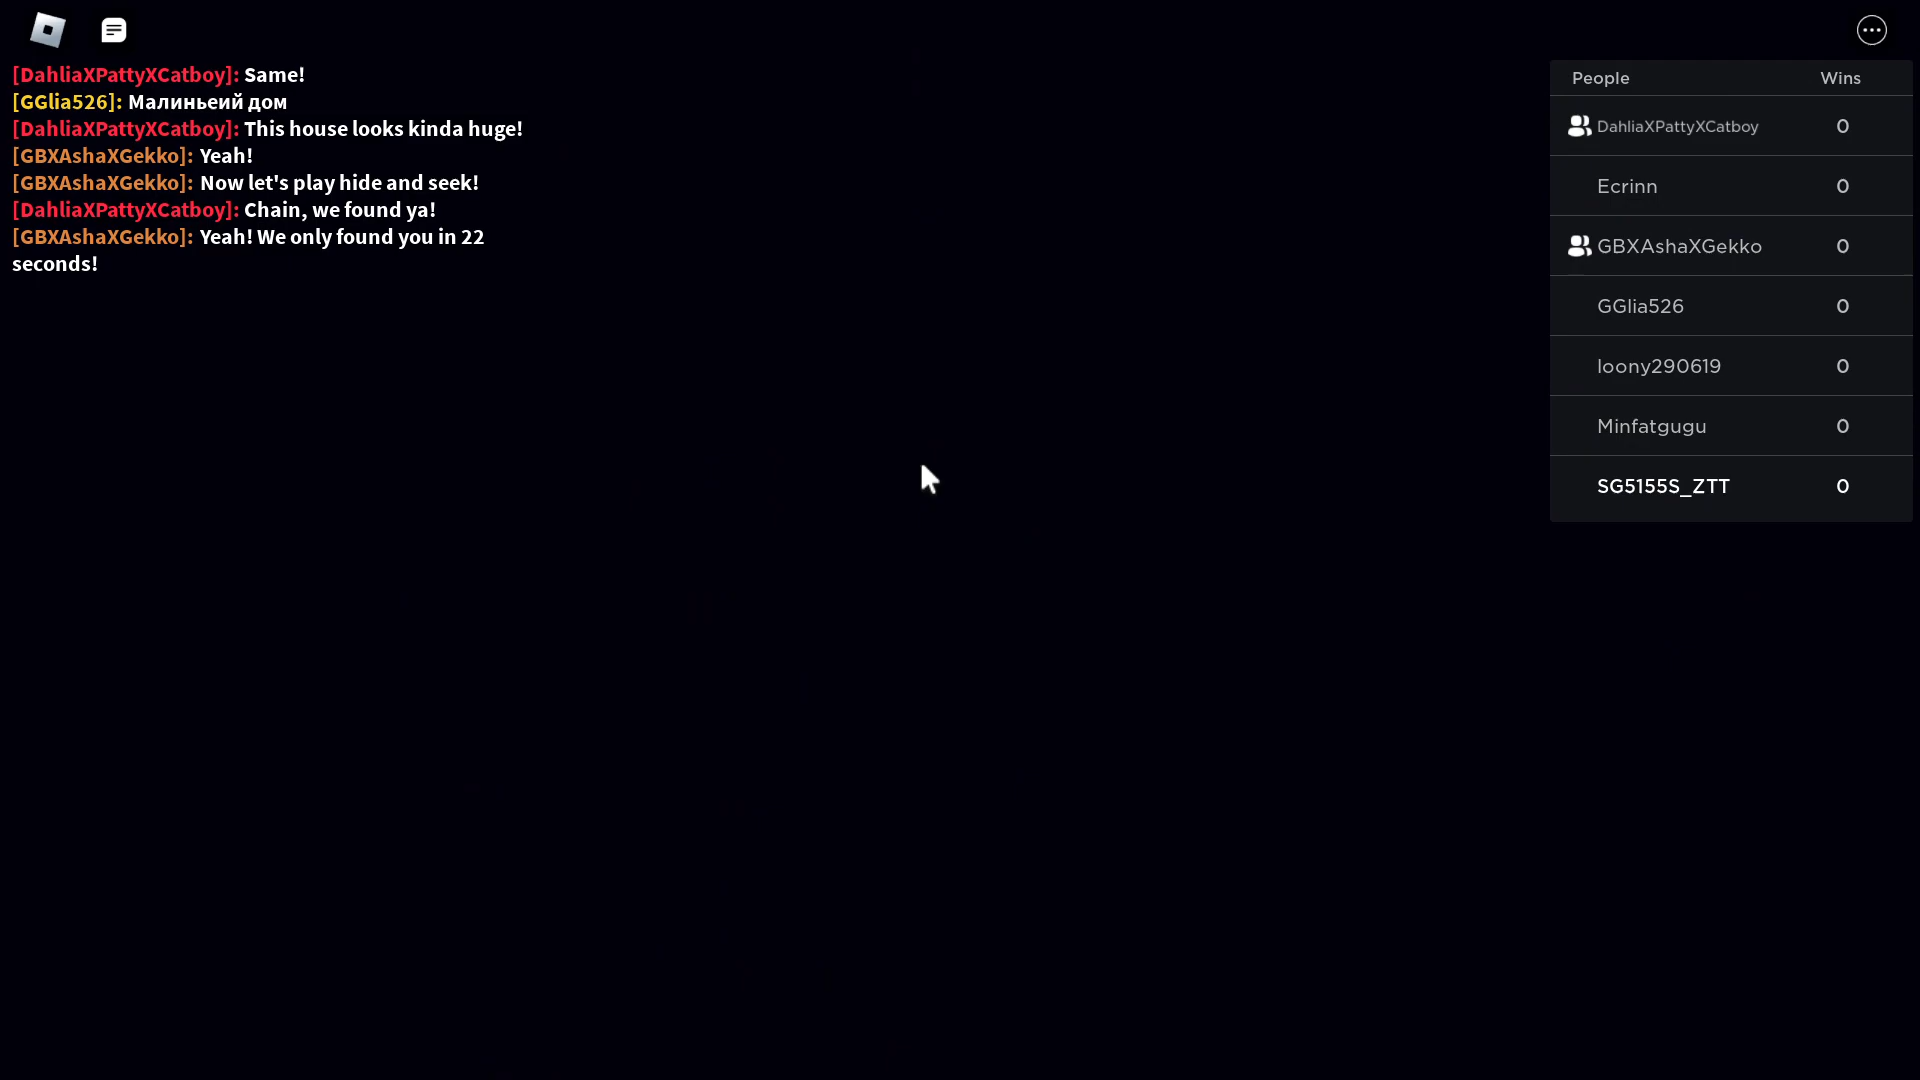 [DahliaXPattyXCatboy]: Same!
[GGlia526]: Малиньеий дом
[DahliaXPattyXCatboy]: This house looks kinda huge!
[GBXAshaXGekko]: Yeah!
[GBXAshaXGekko]: Now let's play hide and seek!
[DahliaXPattyXCatboy]: Chain, we found ya!
[GBXAshaXGekko]: Yeah! We only found you in 22
seconds!
People Wins
DahliaXPattyXCatboy 0
Ecrinn 0
GBXAshaXGekko 0
GGlia526 0
loony290619 0
Minfatgugu 0
SG5155S_ZTT 0